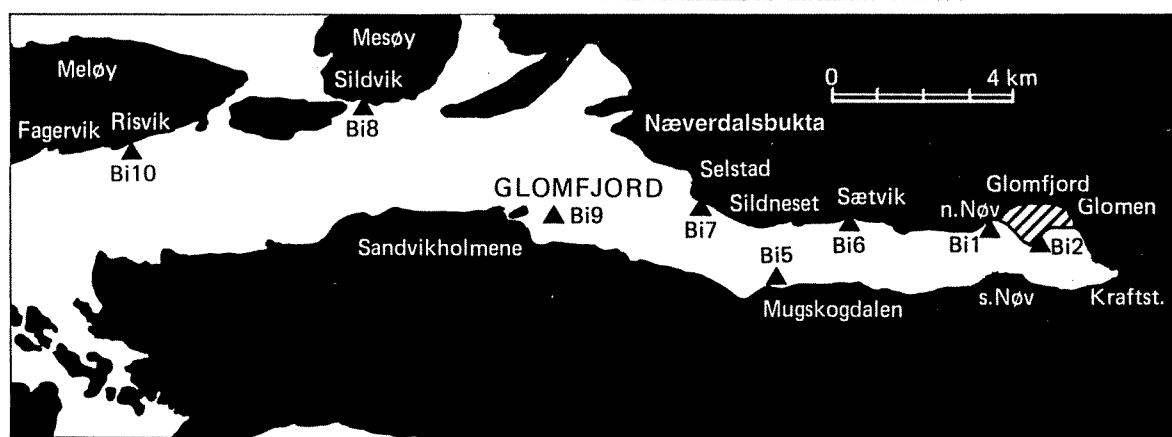 Mesøy
Meløy
Sildvik
0 4 km
Fagervik Risvik
Bi8
Næverdalsbukta
Bi10
Selstad
GLOMFJORD
Sildneset
Sætvik
Glomfjord
n.Nøv
Glomen
Bi9
Bi7
Bi6
Bi1
Bi2
Sandvikholmene
Bi5
Mugskogdalen
s.Nøv
Kraftst.